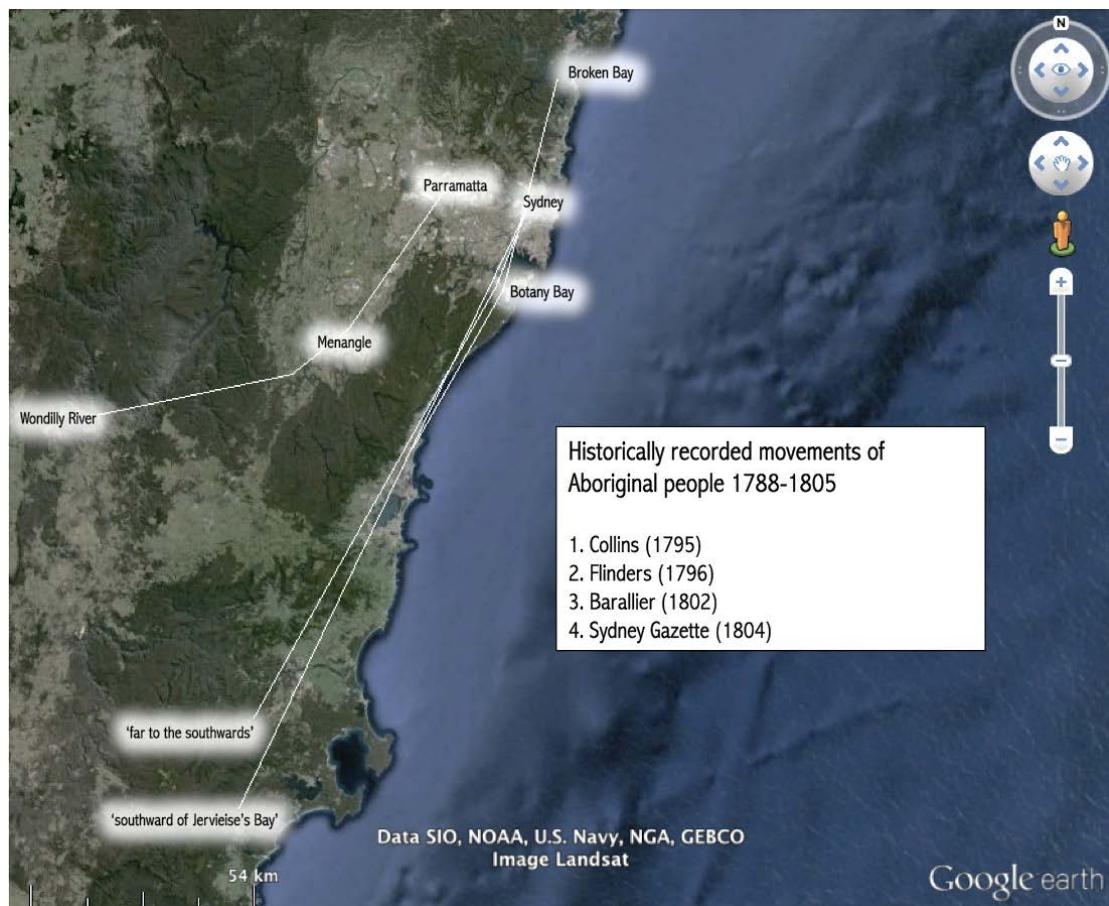 N
Broken Bay
Parramatta
Sydney
Botany Bay
Menangle
Wondilly River
Historically recorded movements of
Aboriginal people 1788-1805
1. Collins (1795)
2. Flinders (1796)
3. Barallier (1802)
4. Sydney Gazette (1804)
'far to the southwards'
'southward of Jervieise's Bay'
Data SIO, NOAA, U.S. Navy, NGA, GEBCO
Image Landsat
54 km
Google earth